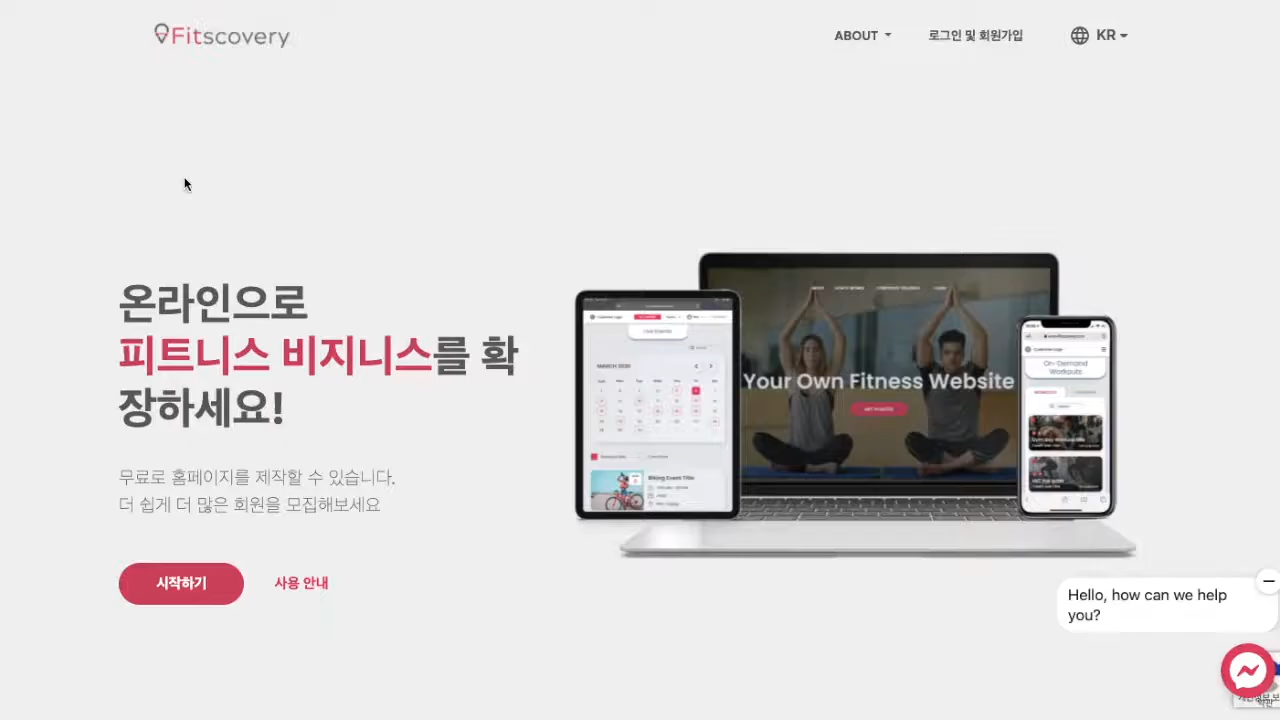 Fitscovery
ABOUT
로그인 및 회원가입
KR
온라인으로
피트니스 비지니스를 확
장하세요!
무료로 홈페이지를 제작할 수 있습니다.
더 쉽게 더 많은 회원을 모집해보세요
시작하기
사용 안내
Your Own Fitness Website
GET STARTED
MARCH 2020
Biking Event Title
On-Demand
Workouts
Hello, how can we help
you?